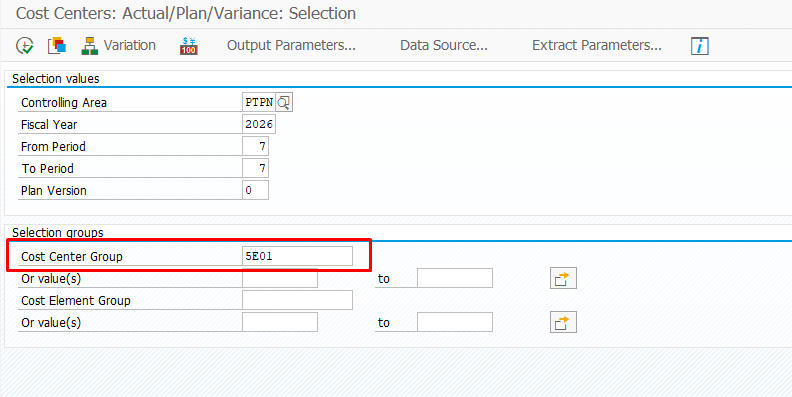 Cost Centers: Actual/Plan/Variance: Selection
Variation Output Parameters... Data Source... Extract Parameters...
Selection values
Controlling Area PTPN
Fiscal Year 2026
From Period 7
To Period 7
Plan Version 0
Selection groups
Cost Center Group 5E01
Or value(s) to
Cost Element Group
Or value(s) to